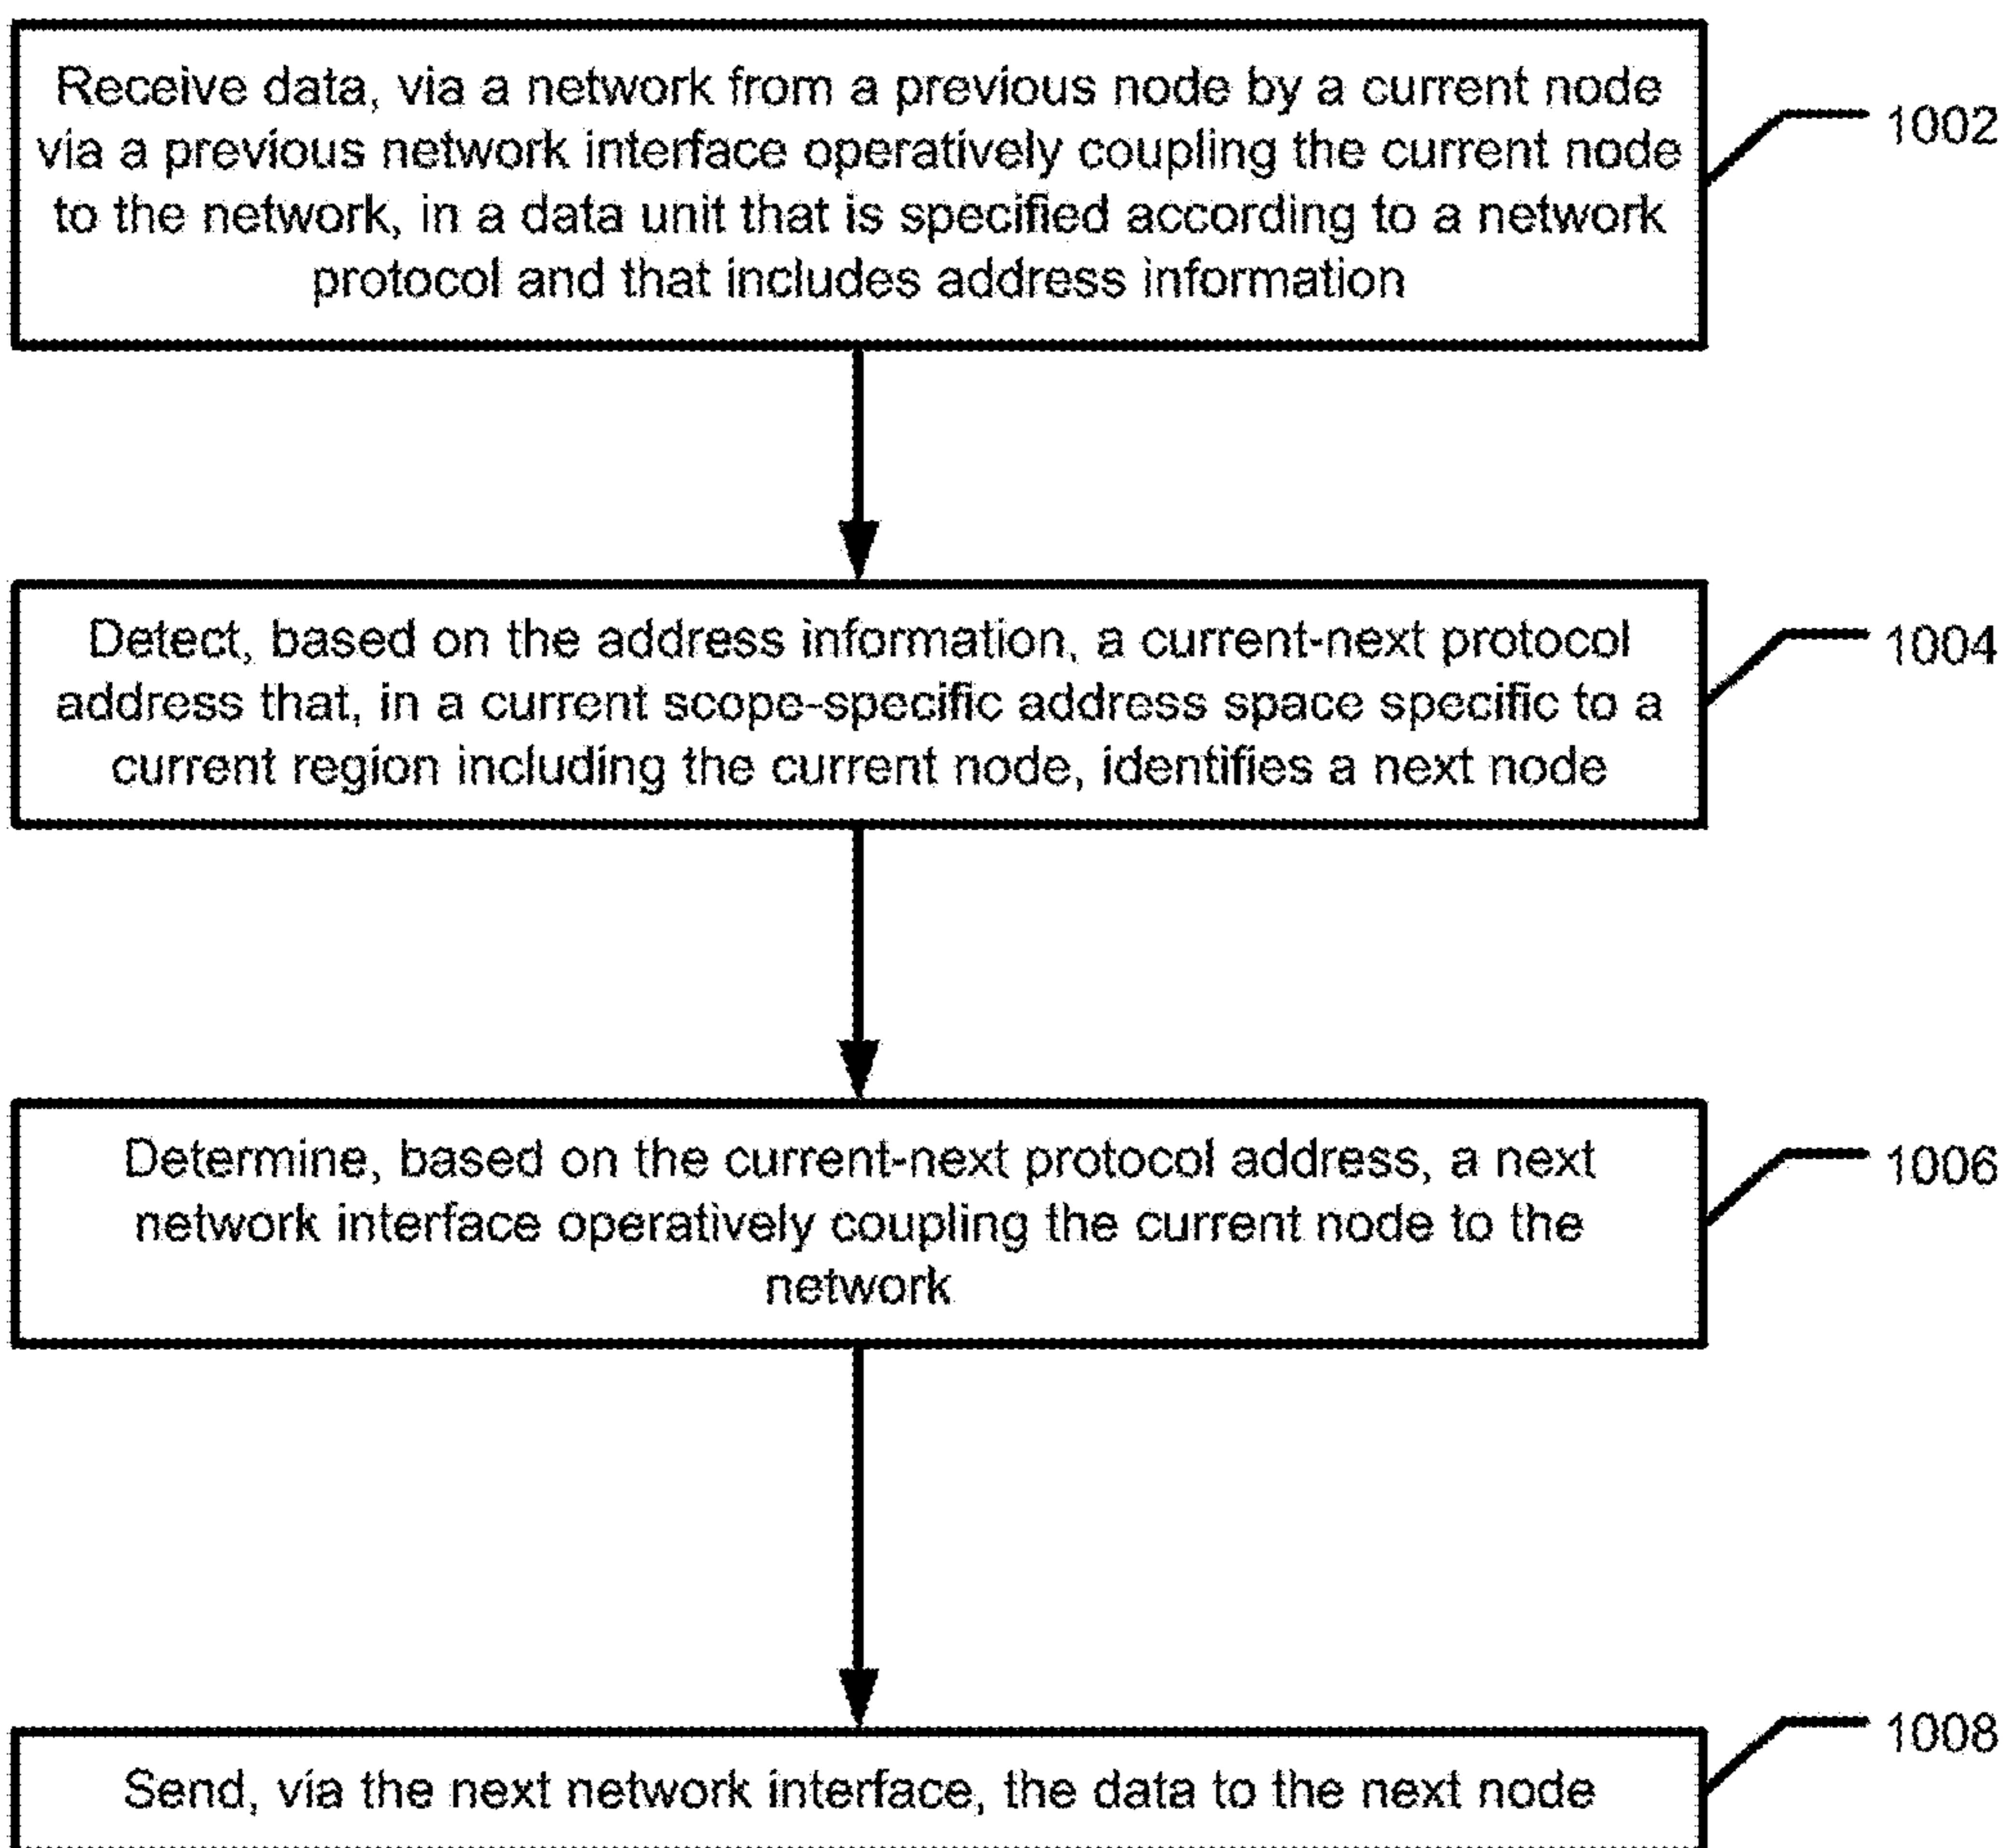 Receive data, via a network from a previous node by a current node
via a previous network interface operatively coupling the current node
to the network, in a data unit that is specified according to a network
protocol and that includes address information
1002
Detect, based on the address information, a current-next protocol
address that, in a current scope-specific address space specific to a
current region including the current node, identifies a next node
1004
Determine, based on the current-next protocol address, a next
network interface operatively coupling the current node to the
network
1006
Send, via the next network interface, the data to the next node
1008